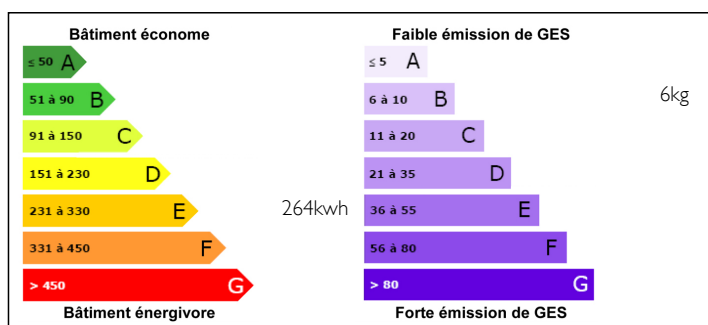 Bâtiment économe
≤ 50 A
51 à 90 B
91 à 150 C
151 à 230 D
231 à 330 E
264kwh
331 à 450 F
> 450 G
Bâtiment énergivore
Faible émission de GES
≤ 5 A
6 à 10 B
6kg
11 à 20 C
21 à 35 D
36 à 55 E
56 à 80 F
> 80 G
Forte émission de GES